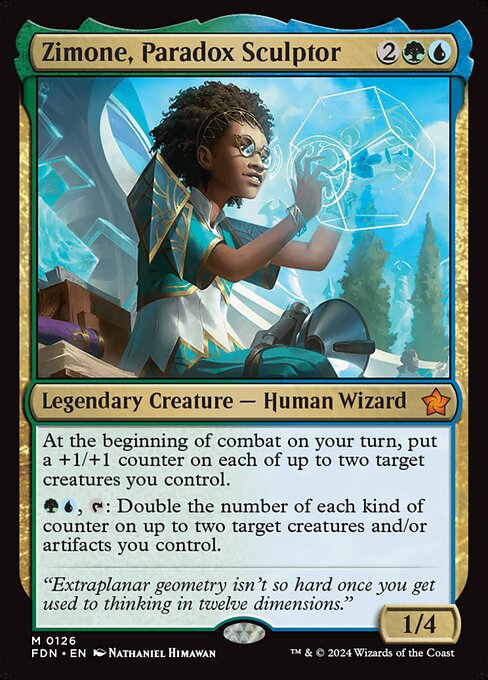 Zimone, Paradox Sculptor 2
Legendary Creature — Human Wizard
At the beginning of combat on your turn, put
a +1/+1 counter on each of up to two target
creatures you control.
, : Double the number of each kind of
counter on up to two target creatures and/or
artifacts you control.
“Extraplanar geometry isn’t so hard once you get
used to thinking in twelve dimensions.”
1/4
M 0126
FDN • EN Nathaniel Himawan
™ & © 2024 Wizards of the Coast